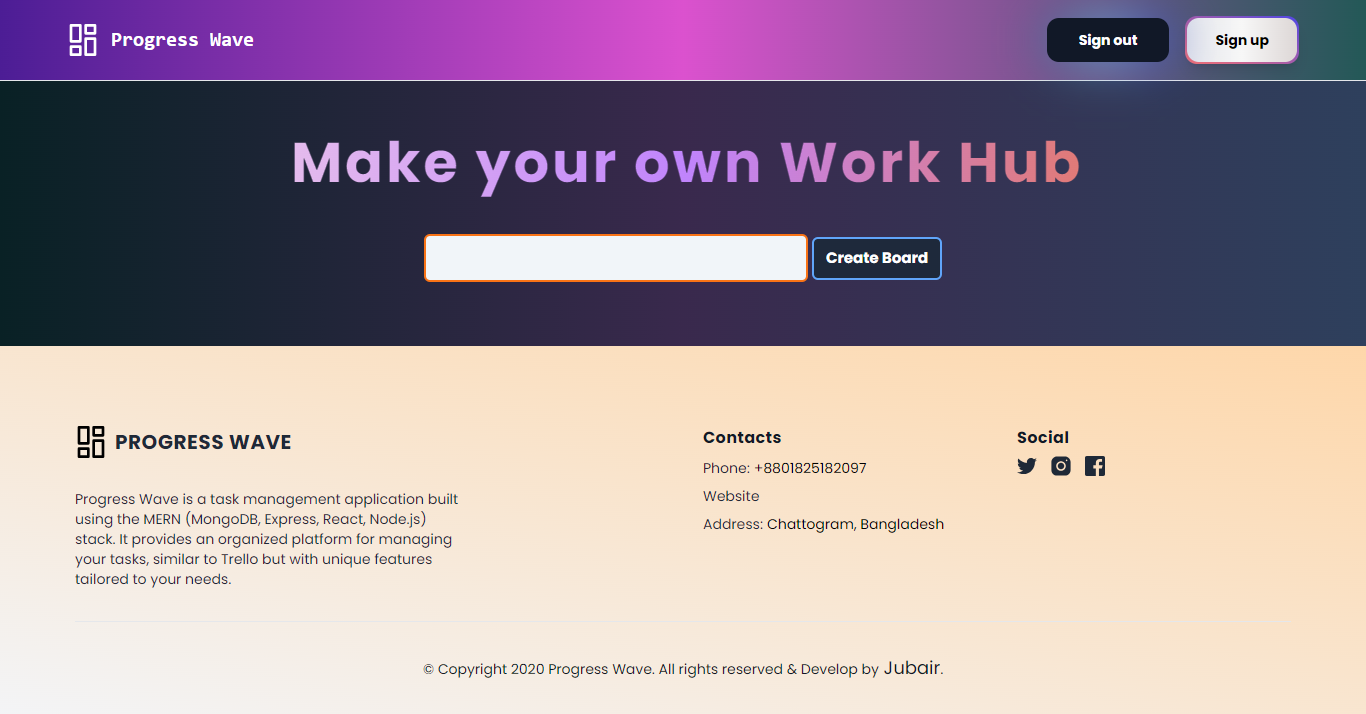 Progress Wave
Sign out
Sign up
Make your own Work Hub
Create Board
PROGRESS WAVE
Progress Wave is a task management application built
using the MERN (MongoDB, Express, React, Node.js)
stack. It provides an organized platform for managing
your tasks, similar to Trello but with unique features
tailored to your needs.
Contacts
Phone: +8801825182097
Website
Address: Chattogram, Bangladesh
Social
© Copyright 2020 Progress Wave. All rights reserved & Develop by Jubair.